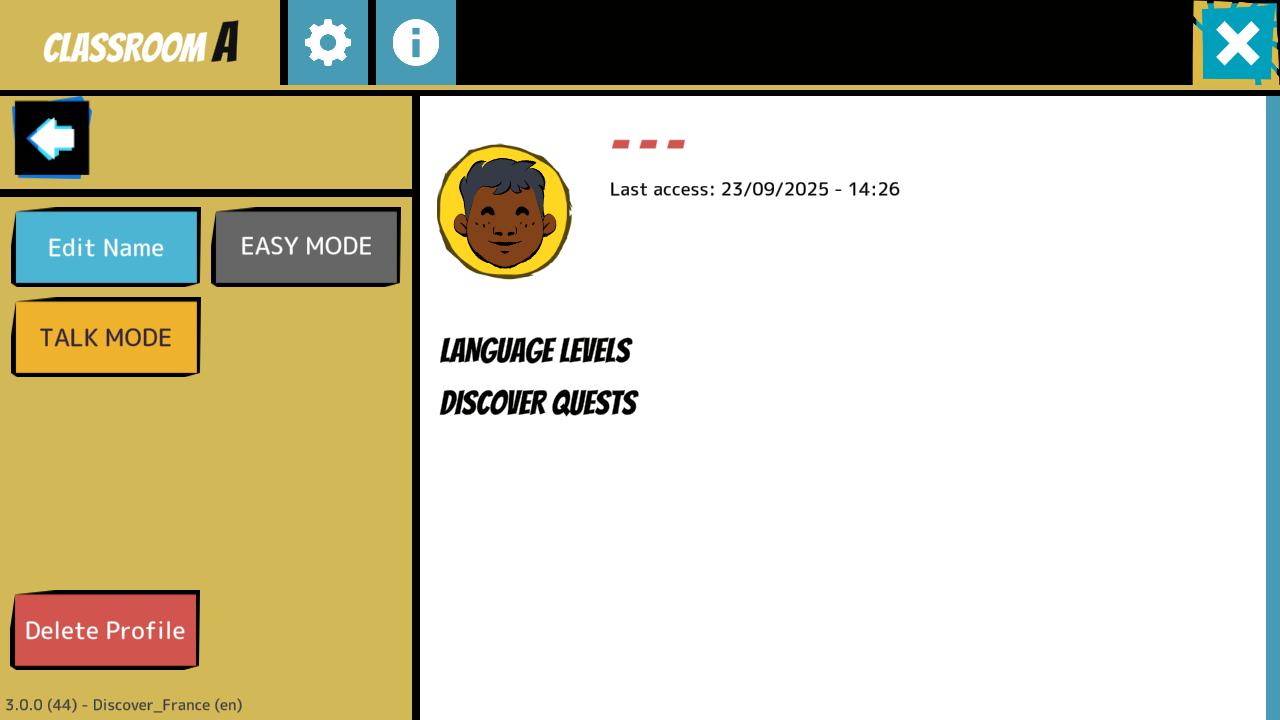 CLASSROOM A
---
Last access: 23/09/2025 - 14:26
Edit Name
EASY MODE
TALK MODE
LANGUAGE LEVELS
DISCOVER QUESTS
Delete Profile
3.0.0 (44) - Discover_France (en)